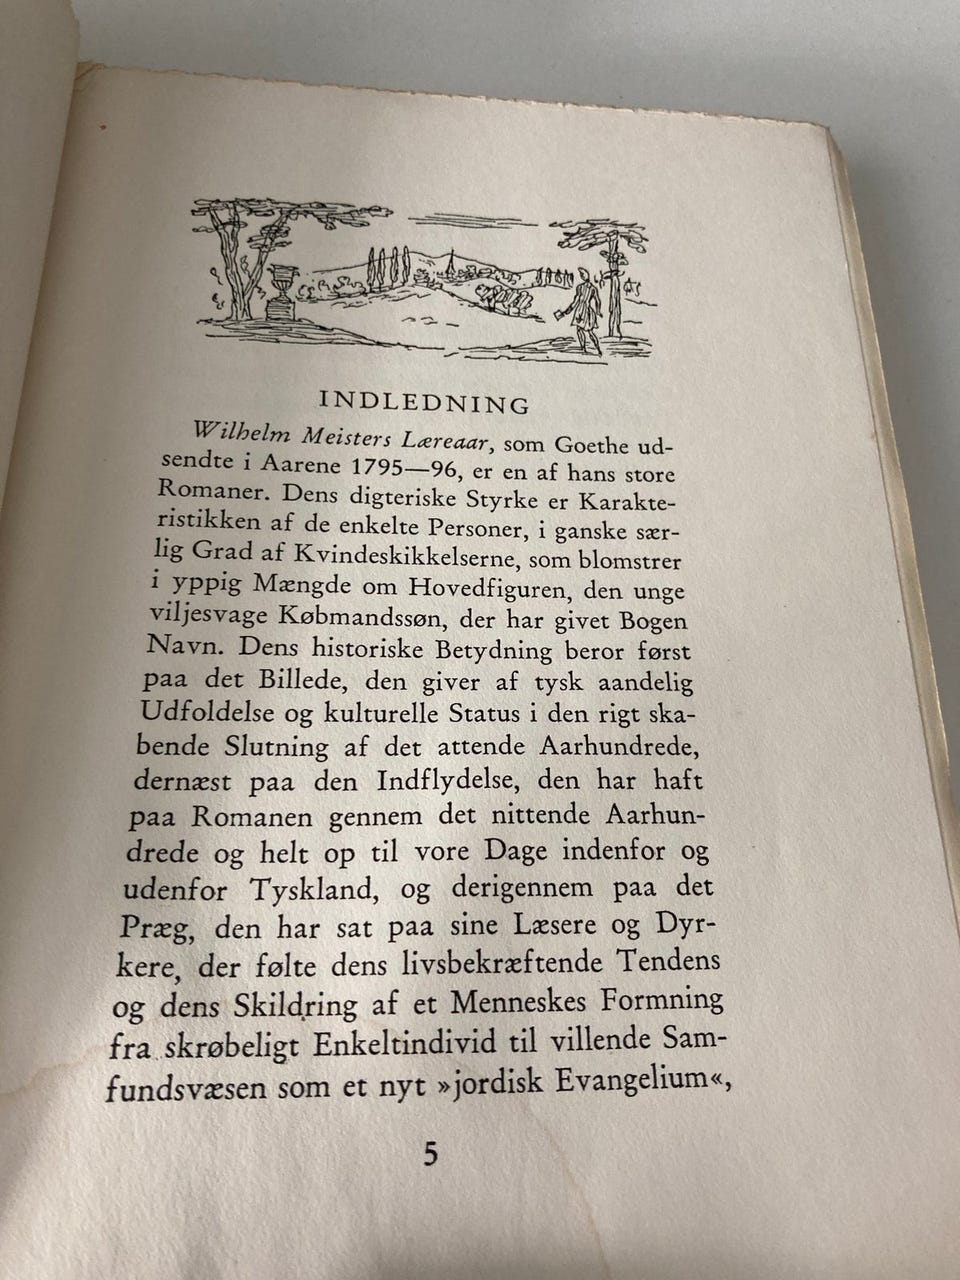 INDLEDNING
Wilhelm Meisters Læreaar, som Goethe ud-
sendte i Aarene 1795—96, er en af hans store
Romaner. Dens digteriske Styrke er Karakte-
ristikken af de enkelte Personer, i ganske sær-
lig Grad af Kvindeskikkelserne, som blomstrer
i yppig Mængde om Hovedfiguren, den unge
viljesvage Købmandssøn, der har givet Bogen
Navn. Dens historiske Betydning beror først
paa det Billede, den giver af tysk aandelig
Udfoldelse og kulturelle Status i den rigt ska-
bende Slutning af det attende Aarhundrede,
dernæst paa den Indflydelse, den har haft
paa Romanen gennem det nittende Aarhun-
drede og helt op til vore Dage indenfor og
udenfor Tyskland, og derigennem paa det
Præg, den har sat paa sine Læsere og Dyr-
kere, der følte dens livsbekræftende Tendens
og dens Skildring af et Menneskes Formning
fra skrøbeligt Enkeltindivid til villende Sam-
fundsvæsen som et nyt »jordisk Evangelium«,
5